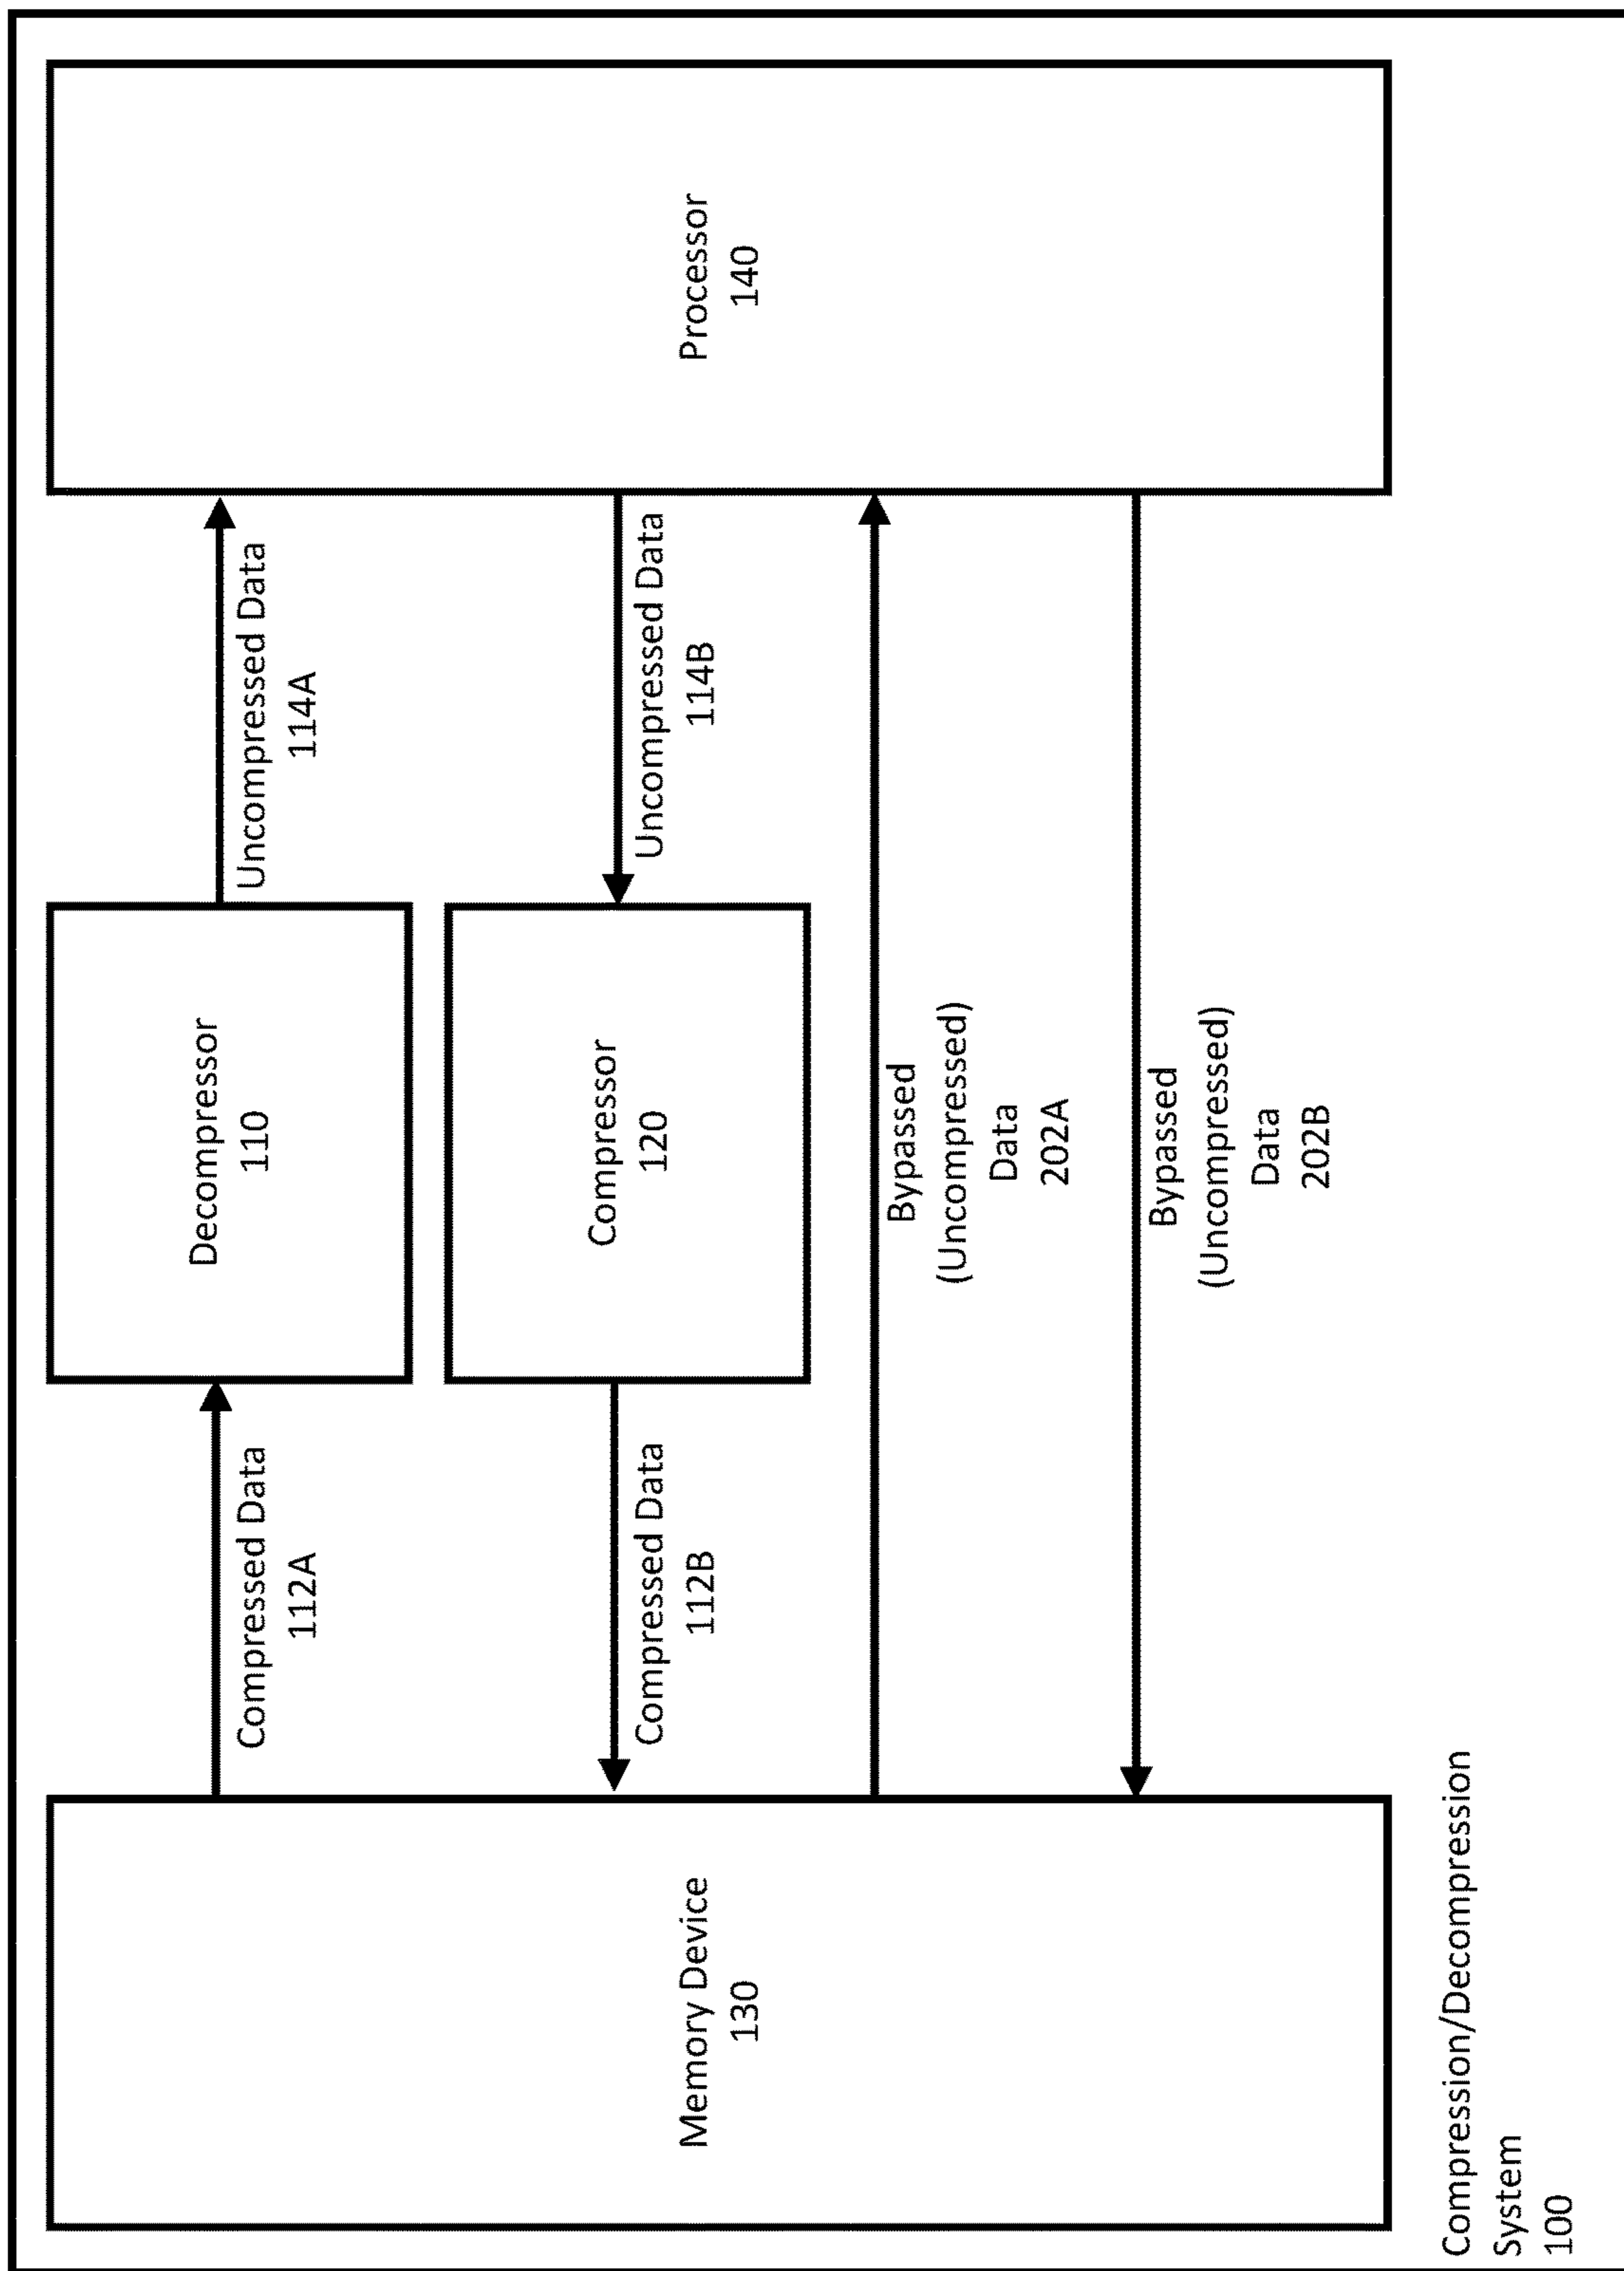 Memory Device
130
Compressed Data
112A
Decompressor
110
Uncompressed Data
114A
Compressed Data
112B
Compressor
120
Uncompressed Data
114B
Bypassed
(Uncompressed)
Data
202A
Bypassed
(Uncompressed)
Data
202B
Processor
140
Compression/Decompression
System
100